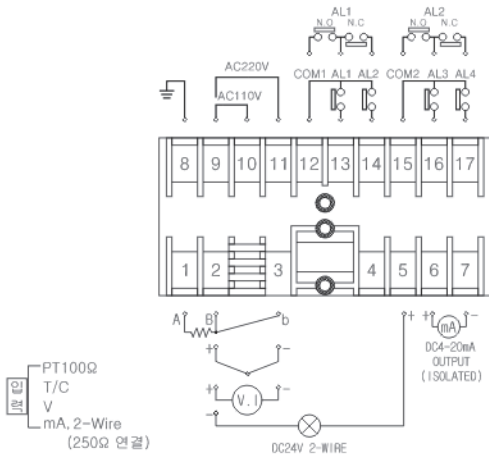 AL1
AL2
N.O N.C
N.O N.C
AC220V
COM1 AL1 AL2
COM2 AL3 AL4
AC110V
8 9 10 11 12 13 14 15 16 17
1 2 3 4 5 6 7
A B b
+ + -
mA
+ -
DC4-20mA
OUTPUT
(ISOLATED)
+ V.I -
-
DC24V 2-WIRE
입력
PT100Ω
T/C
V
mA, 2-Wire
(250Ω 연결)